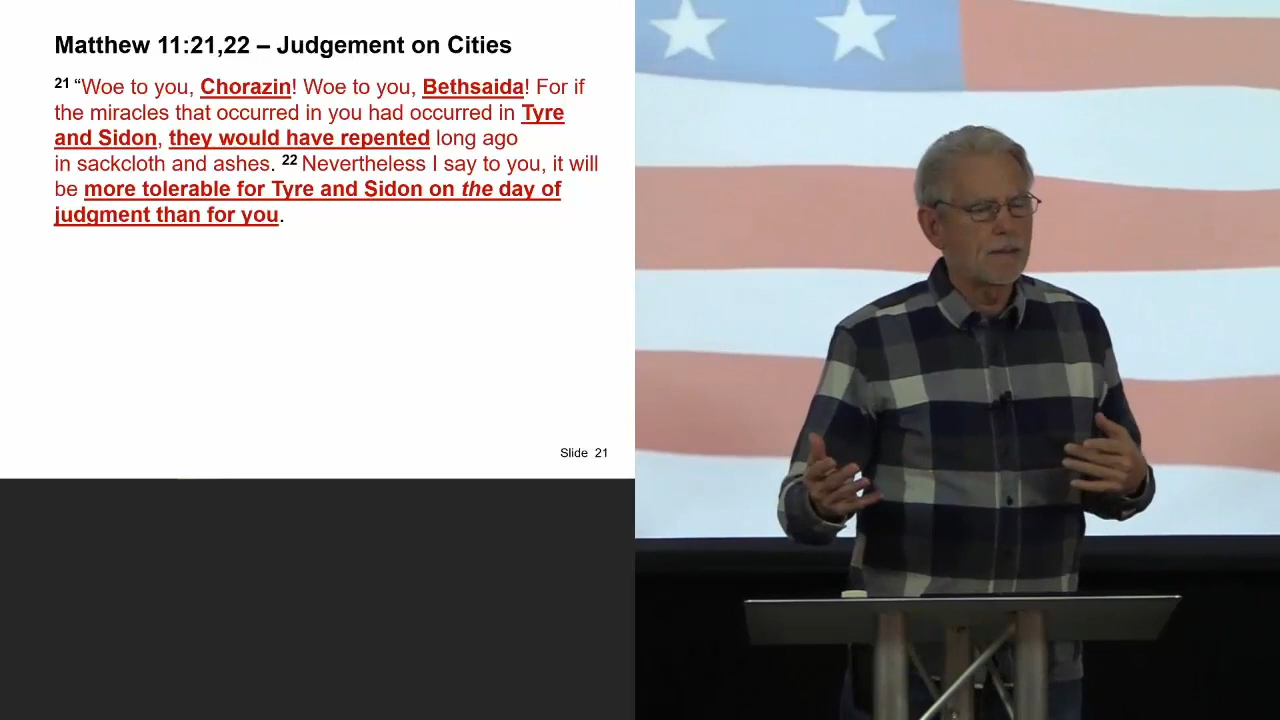 Matthew 11:21,22 – Judgement on Cities
21 “Woe to you, Chorazin! Woe to you, Bethsaida! For if
the miracles that occurred in you had occurred in Tyre
and Sidon, they would have repented long ago
in sackcloth and ashes. 22 Nevertheless I say to you, it will
be more tolerable for Tyre and Sidon on the day of
judgment than for you.
Slide 21